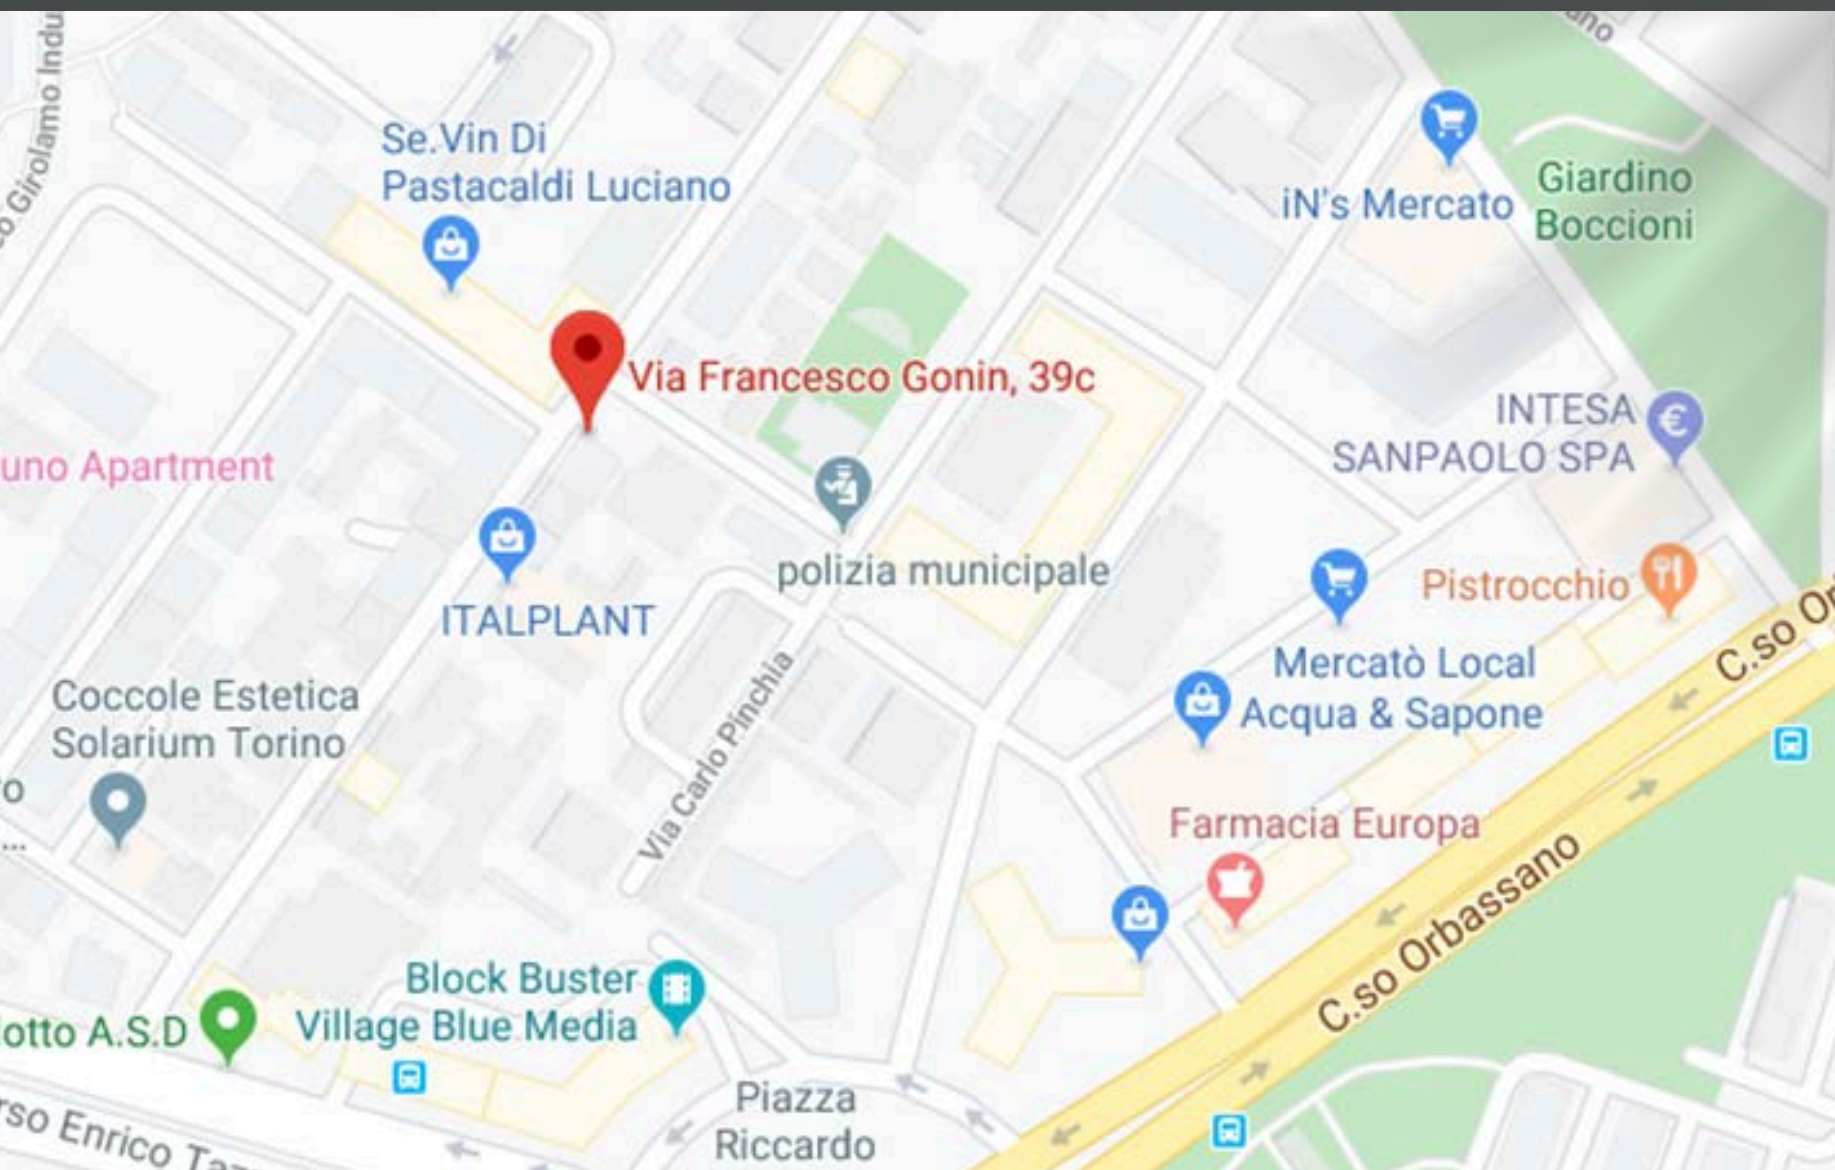 Se.Vin Di
Pastacaldi Luciano
iN's Mercato
Giardino
Boccioni
Via Francesco Gonin, 39c
INTESA
SANPAOLO SPA
uno Apartment
polizia municipale
Pistrocchio
ITALPLANT
Mercatò Local
Acqua & Sapone
Coccole Estetica
Solarium Torino
Via Carlo Pinchia
Farmacia Europa
C.so Orbassano
Block Buster
Village Blue Media
otto A.S.D
Piazza
Riccardo
Enrico